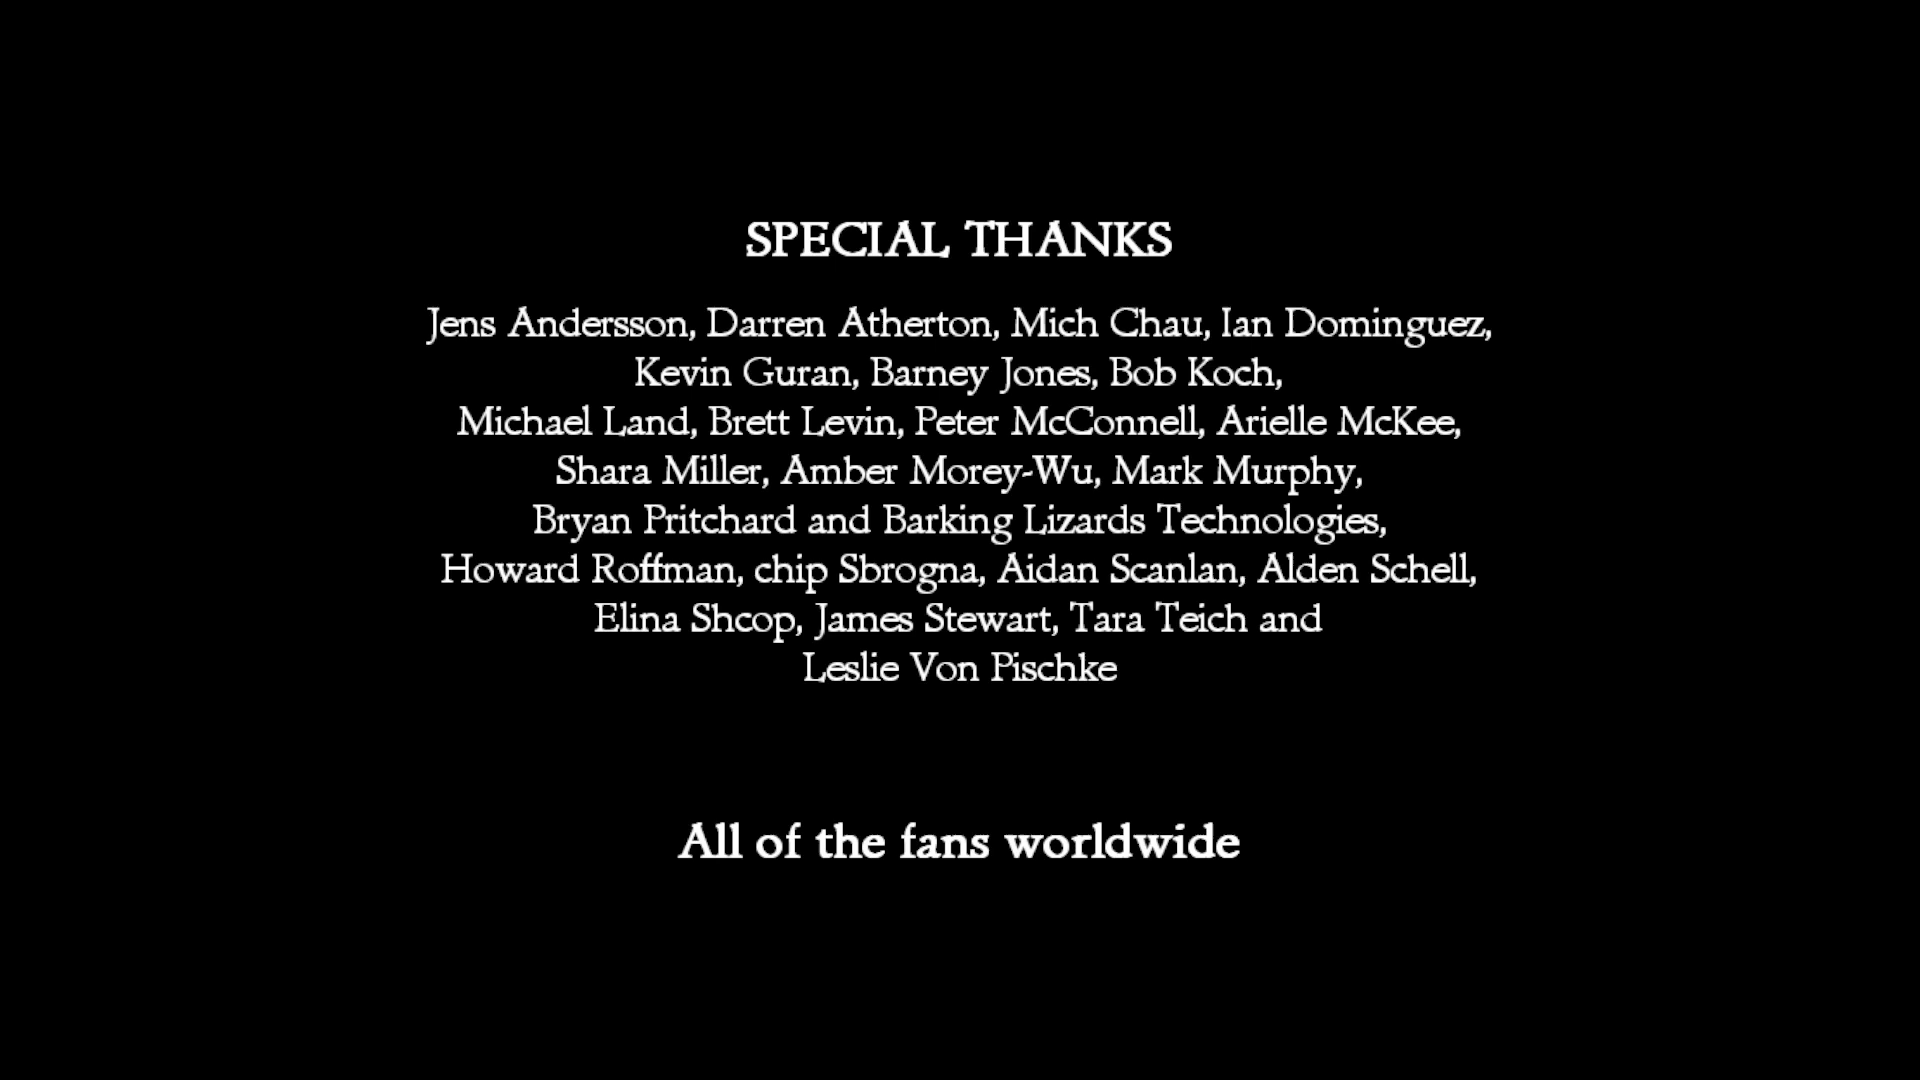 SPECIAL THANKS
Jens Andersson, Darren Atherton, Mich Chau, Ian Dominguez,
Kevin Guran, Barney Jones, Bob Koch,
Michael Land, Brett Levin, Peter McConnell, Arielle McKee,
Shara Miller, Amber Morey-Wu, Mark Murphy,
Bryan Pritchard and Barking Lizards Technologies,
Howard Roffman, chip Sbrogna, Aidan Scanlan, Alden Schell,
Elina Shcop, James Stewart, Tara Teich and
Leslie Von Pischke
All of the fans worldwide